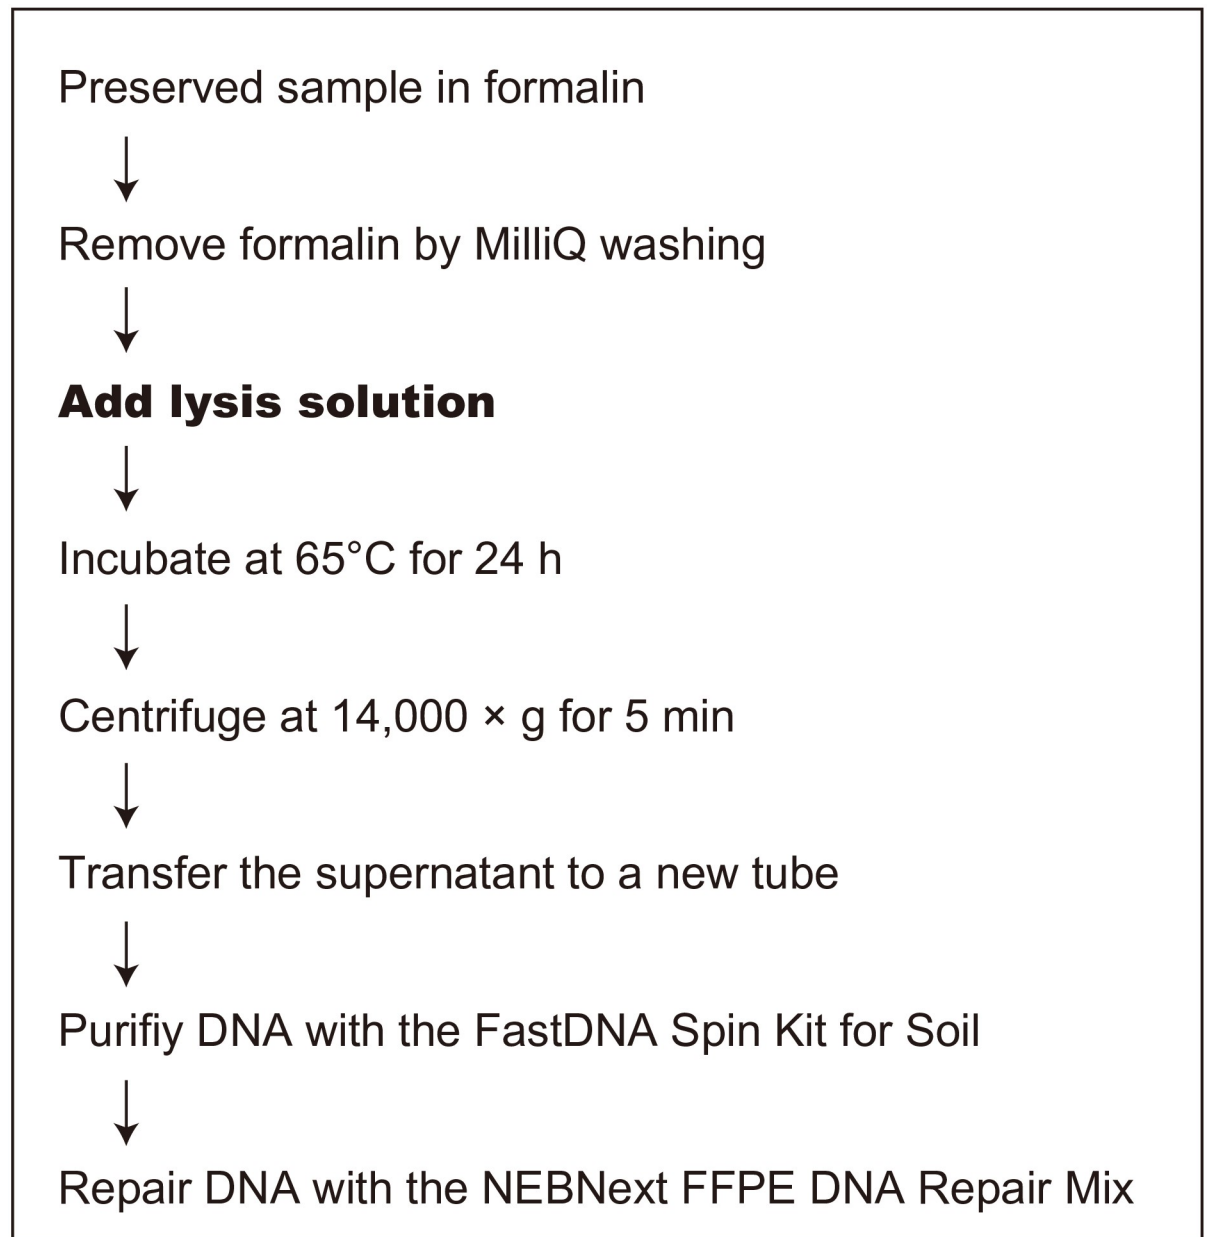 Preserved sample in formalin
Remove formalin by MilliQ washing
Add lysis solution
Incubate at 65°C for 24 h
Centrifuge at 14,000 × g for 5 min
Transfer the supernatant to a new tube
Purifiy DNA with the FastDNA Spin Kit for Soil
Repair DNA with the NEBNext FFPE DNA Repair Mix